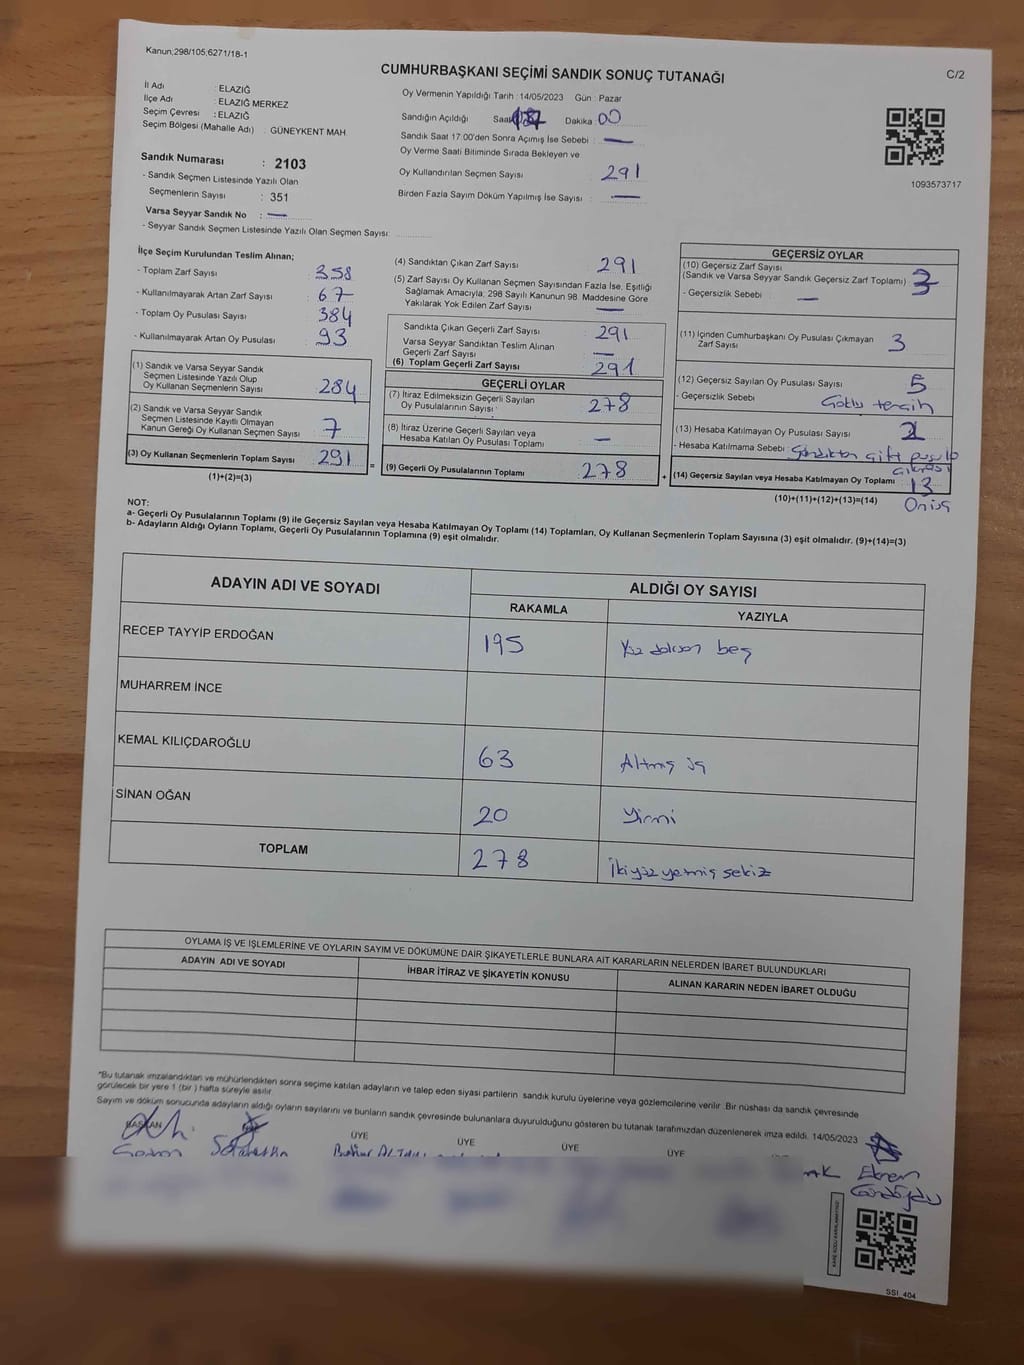 Kanun;298/105;6271/18-1
C/2
CUMHURBAŞKANI SEÇİMİ SANDIK SONUÇ TUTANAĞI
İl Adı : ELAZIĞ
İlçe Adı : ELAZIĞ MERKEZ
Seçim Çevresi : ELAZIĞ
Seçim Bölgesi (Mahalle Adı) : GÜNEYKENT MAH.
Sandık Numarası : 2103
- Sandık Seçmen Listesinde Yazılı Olan
Seçmenlerin Sayısı : 351
Varsa Seyyar Sandık No : —
- Seyyar Sandık Seçmen Listesinde Yazılı Olan Seçmen Sayısı:
Oy Vermenin Yapıldığı Tarih : 14/05/2023 Gün : Pazar
Sandığın Açıldığı Saat Dakika 00
Sandık Saat 17:00'den Sonra Açmış İse Sebebi : —
Oy Verme Saati Bitiminde Sırada Bekleyen ve
Oy Kullandırılan Seçmen Sayısı 291
Birden Fazla Sayım Döküm Yapılmış İse Sayısı : —
1093573717
İlçe Seçim Kurulundan Teslim Alınan;
- Toplam Zarf Sayısı 358
- Kullanılmayarak Artan Zarf Sayısı : 67
- Toplam Oy Pusulası Sayısı : 384
- Kullanılmayarak Artan Oy Pusulası : 93
(1) Sandık ve Varsa Seyyar Sandık
Seçmen Listesinde Yazılı Olup
Oy Kullanan Seçmenlerin Sayısı : 284
(2) Sandık ve Varsa Seyyar Sandık
Seçmen Listesinde Kayıtlı Olmayan
Kanun Gereği Oy Kullanan Seçmen Sayısı : 7
(3) Oy Kullanan Seçmenlerin Toplam Sayısı : 291
(1)+(2)=(3)
(4) Sandıktan Çıkan Zarf Sayısı : 291
(5) Zarf Sayısı Oy Kullanan Seçmen Sayısından Fazla İse, Eşitliği
Sağlamak Amacıyla; 298 Sayılı Kanunun 98. Maddesine Göre
Yakılarak Yok Edilen Zarf Sayısı : —
Sandıkta Çıkan Geçerli Zarf Sayısı : 291
Varsa Seyyar Sandıktan Teslim Alınan
Geçerli Zarf Sayısı : —
(6) Toplam Geçerli Zarf Sayısı : 291
GEÇERLİ OYLAR
(7) İtiraz Edilmeksizin Geçerli Sayılan
Oy Pusulalarının Sayısı : 278
(8) İtiraz Üzerine Geçerli Sayılan veya
Hesaba Katılan Oy Pusulası Toplamı : —
= (9) Geçerli Oy Pusulalarının Toplamı : 278
GEÇERSİZ OYLAR
(10) Geçersiz Zarf Sayısı
(Sandık ve Varsa Seyyar Sandık Geçersiz Zarf Toplamı) :
- Geçersizlik Sebebi : —
(11) İçinden Cumhurbaşkanı Oy Pusulası Çıkmayan
Zarf Sayısı : 3
(12) Geçersiz Sayılan Oy Pusulası Sayısı : 5
- Geçersizlik Sebebi : Çoklu tercih
(13) Hesaba Katılmayan Oy Pusulası Sayısı : 2
- Hesaba Katılmama Sebebi : Sandıktan çift pusula
çıkması
+ (14) Geçersiz Sayılan veya Hesaba Katılmayan Oy Toplamı : 13
(10)+(11)+(12)+(13)=(14) Onüç
NOT:
a- Geçerli Oy Pusulasının Toplamı (9) ile Geçersiz Sayılan veya Hesaba Katılmayan Oy Toplamı (14) Toplamları, Oy Kullanan Seçmenlerin Toplam Sayısına (3) eşit olmalıdır. (9)+(14)=(3)
b- Adayların Aldığı Oyların Toplamı, Geçerli Oy Pusulalarının Toplamına (9) eşit olmalıdır.
ADAYIN ADI VE SOYADI
ALDIĞI OY SAYISI
RAKAMLA YAZIYLA
RECEP TAYYİP ERDOĞAN 195 Yüz doksan beş
MUHARREM İNCE
KEMAL KILIÇDAROĞLU 63 Altmış üç
SİNAN OĞAN 20 Yirmi
TOPLAM 278 İkiyüz yetmiş sekiz
OYLAMA İŞ VE İŞLEMLERİNE VE OYLARIN SAYIM VE DÖKÜMÜNE DAİR ŞİKAYETLERLE BUNLARA AİT KARARLARIN NELERDEN İBARET BULUNDUKLARI
ADAYIN ADI VE SOYADI İHBAR İTİRAZ VE ŞİKAYETİN KONUSU ALINAN KARARIN NEDEN İBARET OLDUĞU
"Bu tutanak imzalandıktan ve mühürlendikten sonra seçime katılan adayların ve talep eden siyasi partilerin sandık kurulu üyelerine veya gözlemcilerine verilir. Bir nüshası da sandık çevresinde
görülecek bir yere 1 (bir) hafta süreyle asılır.
Sayım ve döküm sonucunda adayların aldığı oyların sayılarını ve bunların sandık çevresinde bulunanlara duyurulduğunu gösteren bu tutanak tarafımızdan düzenlenerek imza edildi. 14/05/2023
BAŞKAN ÜYE ÜYE ÜYE ÜYE
Ekrem
SSI_404